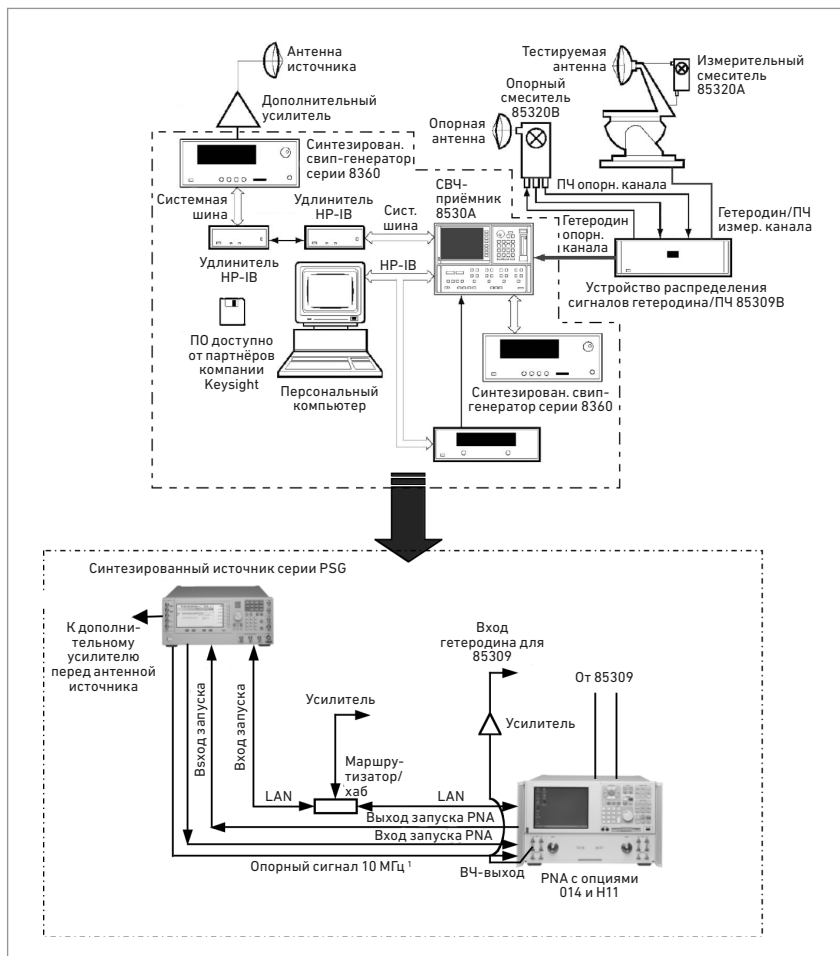 Антенна
источника
Дополнительный
усилитель
Тестируемая
антенна
Измерительный
смеситель
85320A
Опорный
смеситель
85320B
Опорная
антенна
Синтезирован.
свип-генератор
серии 8360
Системная
шина
Удлинитель
HP-IB
Удлинитель
HP-IB
Сист.
шина
HP-IB
СВЧ-
приёмник
8530A
ПЧ опорн. канала
Гетеродин
опорн.
канала
Гетеродин/ПЧ
измер. канала
Устройство распределения
сигналов гетеродина/ПЧ 85309B
ПО доступно
от партнёров
компании
Keysight
Персональный
компьютер
Синтезирован. свип-
генератор серии 8360
Синтезированный источник серии PSG
К дополни-
тельному
усилителю
перед антенной
источника
Вsход запуска
Вход запуска
Усилитель
Маршру-
тизатор/
хаб
LAN
LAN
Вход
гетеродина для
85309
Усилитель
От 85309
Выход запуска PNA
Вход запуска PNA
Опорный сигнал 10 МГц 1
ВЧ-выход
PNA с опциями
014 и H11